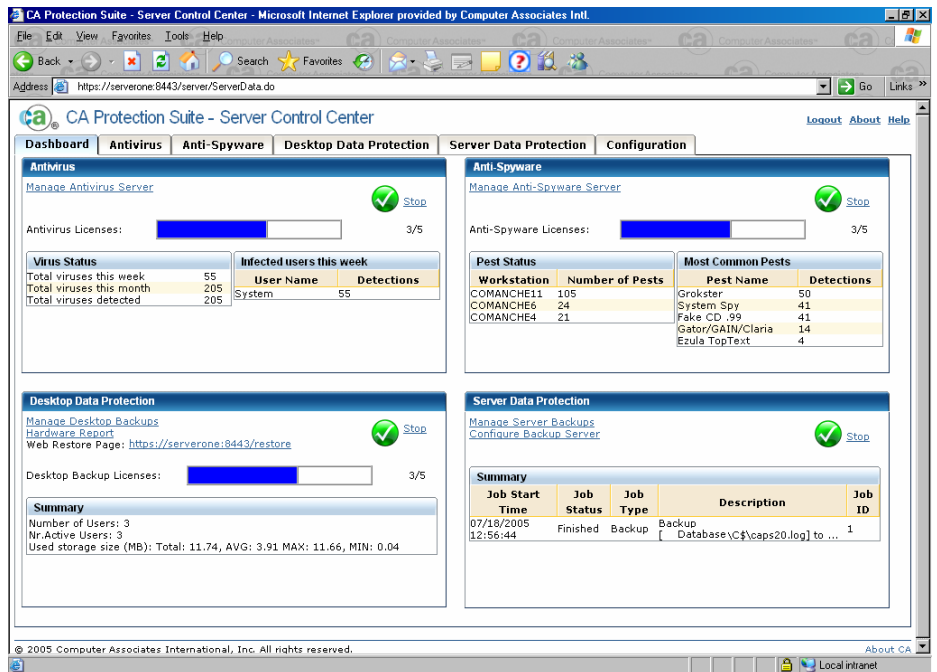 CA Protection Suite - Server Control Center - Microsoft Internet Explorer provided by Computer Associates Intl.
File Edit View Favorites Tools Help
Back Search Favorites
Address https://serverone:8443/server/ServerData.do Go Links »
ca® CA Protection Suite - Server Control Center Logout About Help
Dashboard Antivirus Anti-Spyware Desktop Data Protection Server Data Protection Configuration
Antivirus
Manage Antivirus Server
Stop
Antivirus Licenses: 3/5
Virus Status
Total viruses this week 55
Total viruses this month 205
Total viruses detected 205
Infected users this week
User Name Detections
System 55
Anti-Spyware
Manage Anti-Spyware Server
Stop
Anti-Spyware Licenses: 3/5
Pest Status
Workstation Number of Pests
COMANCHE11 105
COMANCHE6 24
COMANCHE4 21
Most Common Pests
Pest Name Detections
Grokster 50
System Spy 41
Fake CD .99 41
Gator/GAIN/Claria 14
Ezula TopText 4
Desktop Data Protection
Manage Desktop Backups
Hardware Report
Web Restore Page: https://serverone:8443/restore
Stop
Desktop Backup Licenses: 3/5
Summary
Number of Users: 3
Nr.Active Users: 3
Used storage size (MB): Total: 11.74, AVG: 3.91 MAX: 11.66, MIN: 0.04
Server Data Protection
Manage Server Backups
Configure Backup Server
Stop
Summary
Job Start Time Job Status Job Type Description Job ID
07/18/2005 12:56:44 Finished Backup Backup [ Database\C$\caps20.log] to ... 1
© 2005 Computer Associates International, Inc. All rights reserved. About CA
Local intranet